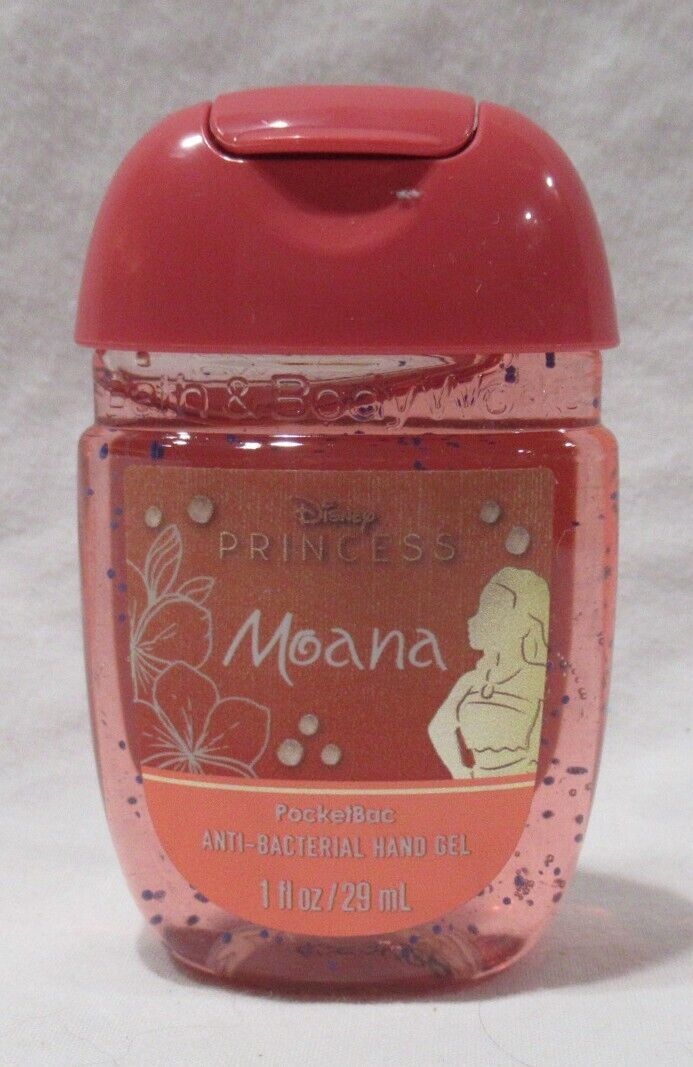 Bath & Body Works
Disney
PRINCESS
Moana
PocketBac
ANTI-BACTERIAL HAND GEL
1 fl oz/29 mL